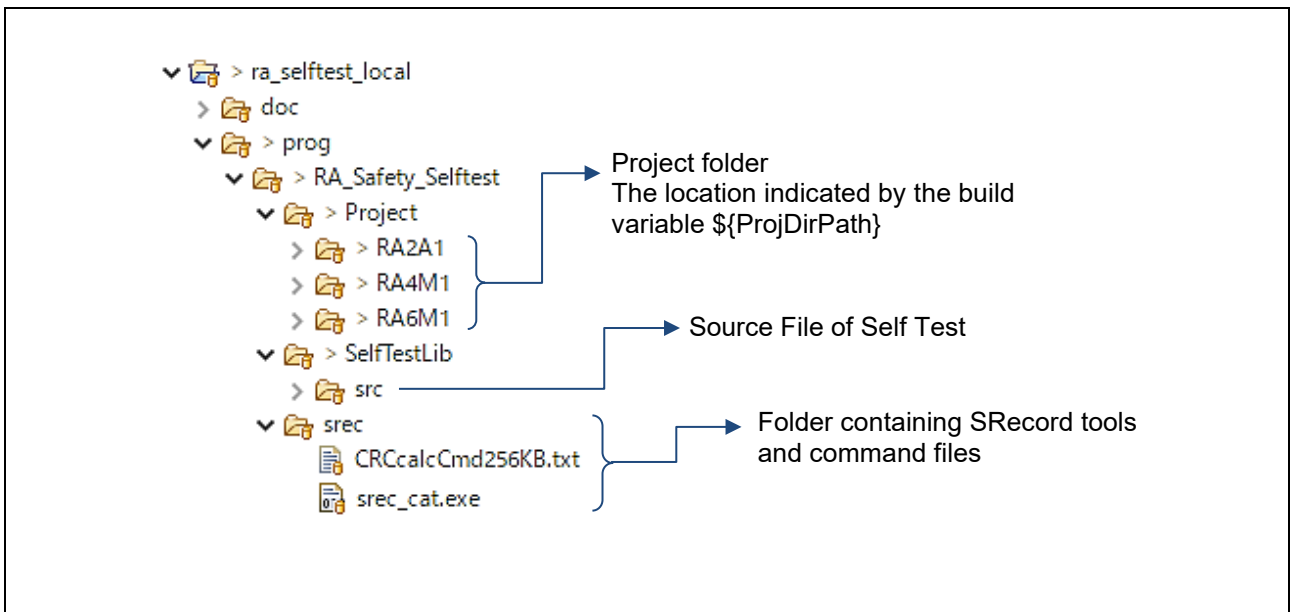 > ra_selftest_local
doc
> prog
> RA_Safety_Selftest
> Project
> RA2A1
> RA4M1
> RA6M1
> SelfTestLib
src
srec
CRCcalcCmd256KB.txt
srec_cat.exe
Project folder
The location indicated by the build
variable ${ProjDirPath}
Source File of Self Test
Folder containing SRecord tools
and command files